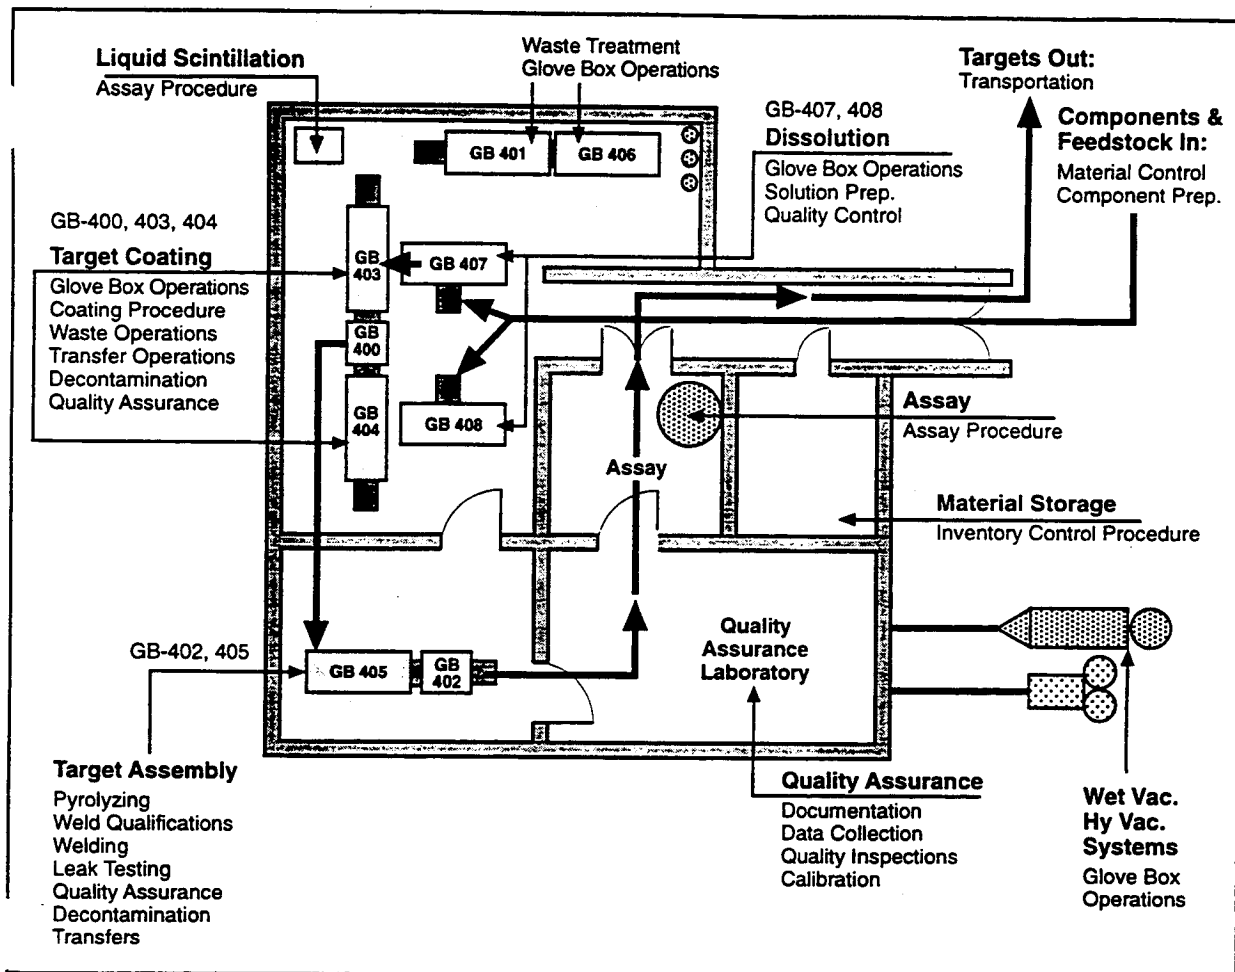 Liquid Scintillation
Assay Procedure
Waste Treatment
Glove Box Operations
Targets Out:
Transportation
Components &
Feedstock In:
Material Control
Component Prep.
GB-407, 408
Dissolution
Glove Box Operations
Solution Prep.
Quality Control
GB 401
GB 406
GB-400, 403, 404
Target Coating
Glove Box Operations
Coating Procedure
Waste Operations
Transfer Operations
Decontamination
Quality Assurance
GB
403
GB 407
GB
400
GB
404
GB 408
Assay
Assay Procedure
Assay
Material Storage
Inventory Control Procedure
GB-402, 405
GB 405
GB
402
Quality
Assurance
Laboratory
Target Assembly
Pyrolyzing
Weld Qualifications
Welding
Leak Testing
Quality Assurance
Decontamination
Transfers
Quality Assurance
Documentation
Data Collection
Quality Inspections
Calibration
Wet Vac.
Hy Vac.
Systems
Glove Box
Operations